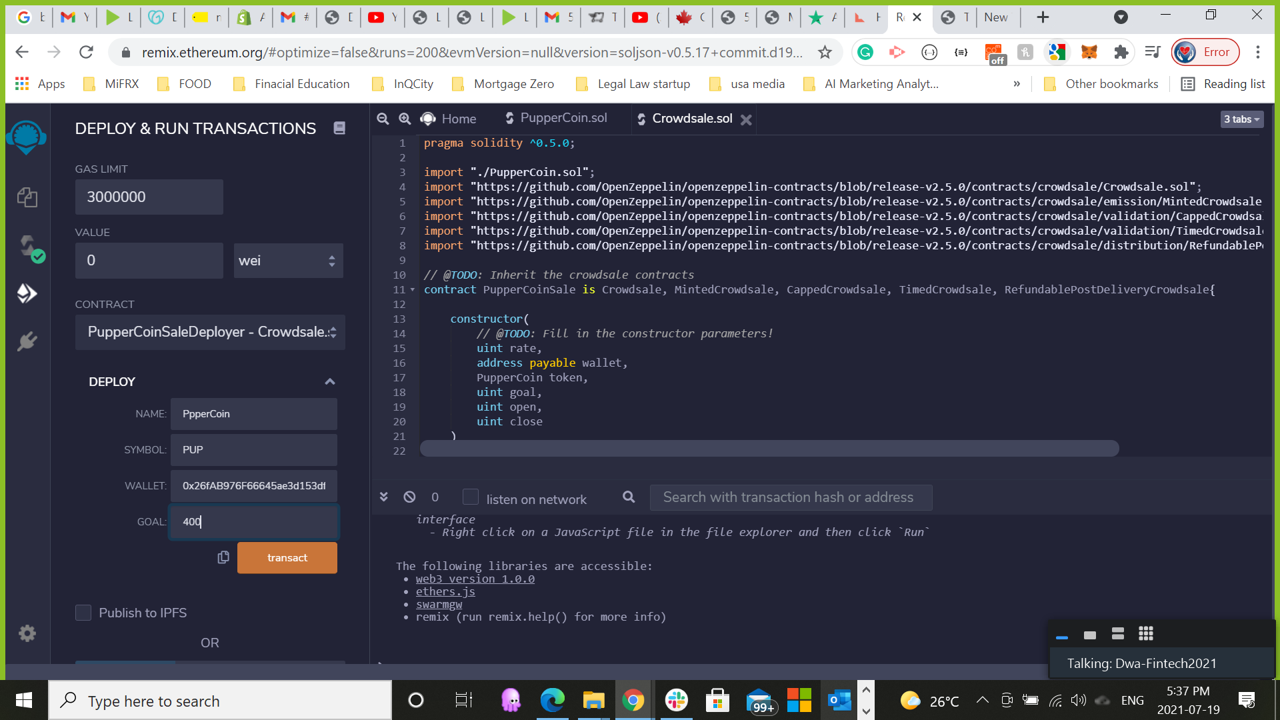 remix.ethereum.org/#optimize=false&runs=200&evmVersion=null&version=soljson-v0.5.17+commit.d19...
off
Error
Apps
MiFRX
FOOD
Finacial Education
InQCity
Mortgage Zero
Legal Law startup
usa media
AI Marketing Analyt...
»
Other bookmarks
Reading list
New
DEPLOY & RUN TRANSACTIONS
GAS LIMIT
3000000
VALUE
0
wei
CONTRACT
PupperCoinSaleDeployer - Crowdsale.
DEPLOY
NAME: PpperCoin
SYMBOL: PUP
WALLET: 0x26fAB976F66645ae3d153df
GOAL: 400
transact
Publish to IPFS
OR
Home
PupperCoin.sol
Crowdsale.sol
3 tabs
1 pragma solidity ^0.5.0;
2
3 import "./PupperCoin.sol";
4 import "https://github.com/OpenZeppelin/openzeppelin-contracts/blob/release-v2.5.0/contracts/crowdsale/Crowdsale.sol";
5 import "https://github.com/OpenZeppelin/openzeppelin-contracts/blob/release-v2.5.0/contracts/crowdsale/emission/MintedCrowdsale
6 import "https://github.com/OpenZeppelin/openzeppelin-contracts/blob/release-v2.5.0/contracts/crowdsale/validation/CappedCrowdsa
7 import "https://github.com/OpenZeppelin/openzeppelin-contracts/blob/release-v2.5.0/contracts/crowdsale/validation/TimedCrowdsa
8 import "https://github.com/OpenZeppelin/openzeppelin-contracts/blob/release-v2.5.0/contracts/crowdsale/distribution/RefundableP
9
10 // @TODO: Inherit the crowdsale contracts
11 contract PupperCoinSale is Crowdsale, MintedCrowdsale, CappedCrowdsale, TimedCrowdsale, RefundablePostDeliveryCrowdsale{
12
13 constructor(
14 // @TODO: Fill in the constructor parameters!
15 uint rate,
16 address payable wallet,
17 PupperCoin token,
18 uint goal,
19 uint open,
20 uint close
21 )
22
0
listen on network
Search with transaction hash or address
interface
- Right click on a JavaScript file in the file explorer and then click `Run`
The following libraries are accessible:
• web3 version 1.0.0
• ethers.js
• swarmgw
• remix (run remix.help() for more info)
Talking: Dwa-Fintech2021
Type here to search
99+
26°C
ENG
5:37 PM
2021-07-19